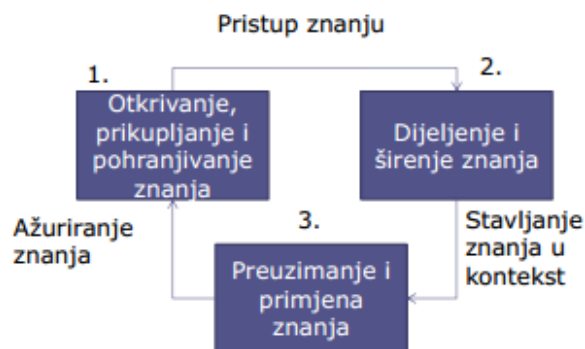 Pristup znanju
1.
Otkrivanje,
prikupljanje i
pohranjivanje
znanja
2.
Dijeljenje i
širenje znanja
Ažuriranje
znanja
3.
Preuzimanje i
primjena
znanja
Stavljanje
znanja u
kontekst